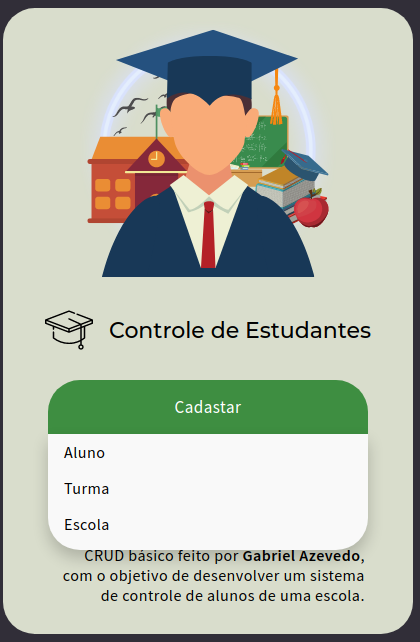 Controle de Estudantes
Cadastar
Aluno
Turma
Escola
CRUD básico feito por Gabriel Azevedo,
com o objetivo de desenvolver um sistema
de controle de alunos de uma escola.